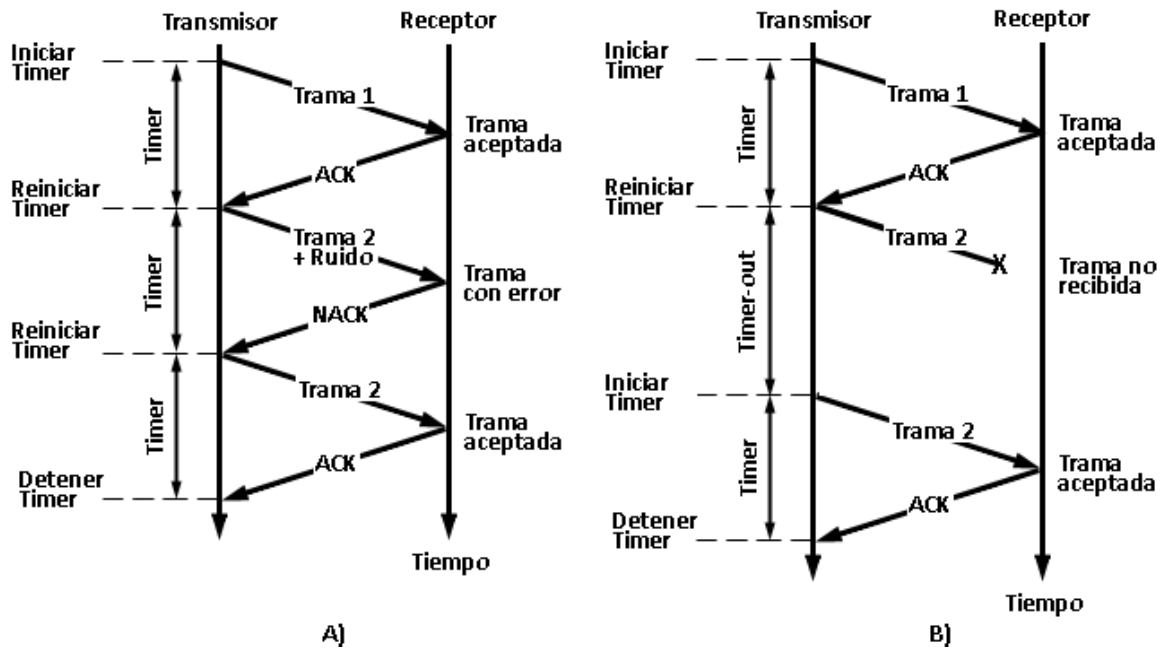 Transmisor
Receptor
Iniciar
Timer
Timer
Trama 1
Trama
aceptada
ACK
Reiniciar
Timer
Timer
Trama 2
+ Ruido
Trama
con error
NACK
Reiniciar
Timer
Timer
Trama 2
Trama
aceptada
ACK
Detener
Timer
Tiempo
A)
Transmisor
Receptor
Iniciar
Timer
Timer
Trama 1
Trama
aceptada
ACK
Reiniciar
Timer
Timer-out
Trama 2
X
Trama no
recibida
Iniciar
Timer
Timer
Trama 2
Trama
aceptada
ACK
Detener
Timer
Tiempo
B)